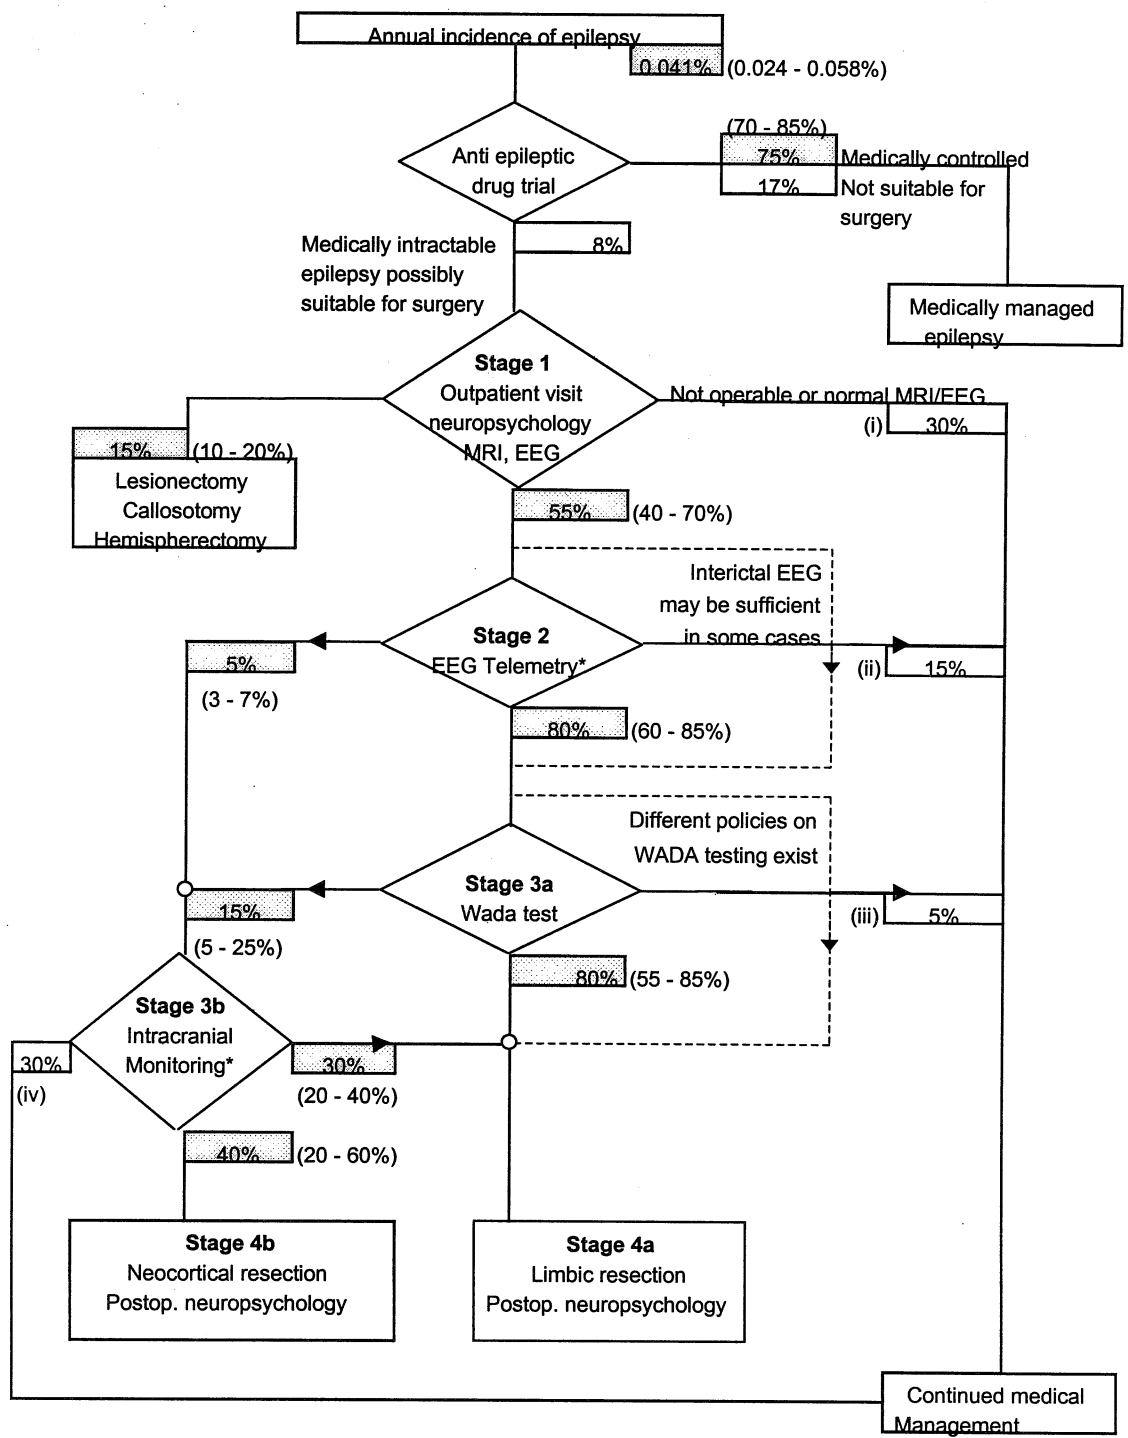 Annual incidence of epilepsy
0.041% (0.024 - 0.058%)
(70 - 85%)
Anti epileptic
drug trial
75% Medically controlled
17% Not suitable for
surgery
8%
Medically intractable
epilepsy possibly
suitable for surgery
Medically managed
epilepsy
Stage 1
Outpatient visit
neuropsychology
MRI, EEG
Not operable or normal MRI/EEG
(i) 30%
15% (10 - 20%)
Lesionectomy
Callosotomy
Hemispherectomy
55% (40 - 70%)
Interictal EEG
may be sufficient
in some cases
Stage 2
EEG Telemetry*
5%
(3 - 7%)
(ii) 15%
80% (60 - 85%)
Different policies on
WADA testing exist
Stage 3a
Wada test
15%
(5 - 25%)
(iii) 5%
80% (55 - 85%)
Stage 3b
Intracranial
Monitoring*
30%
(iv)
30%
(20 - 40%)
40% (20 - 60%)
Stage 4b
Neocortical resection
Postop. neuropsychology
Stage 4a
Limbic resection
Postop. neuropsychology
Continued medical
Management